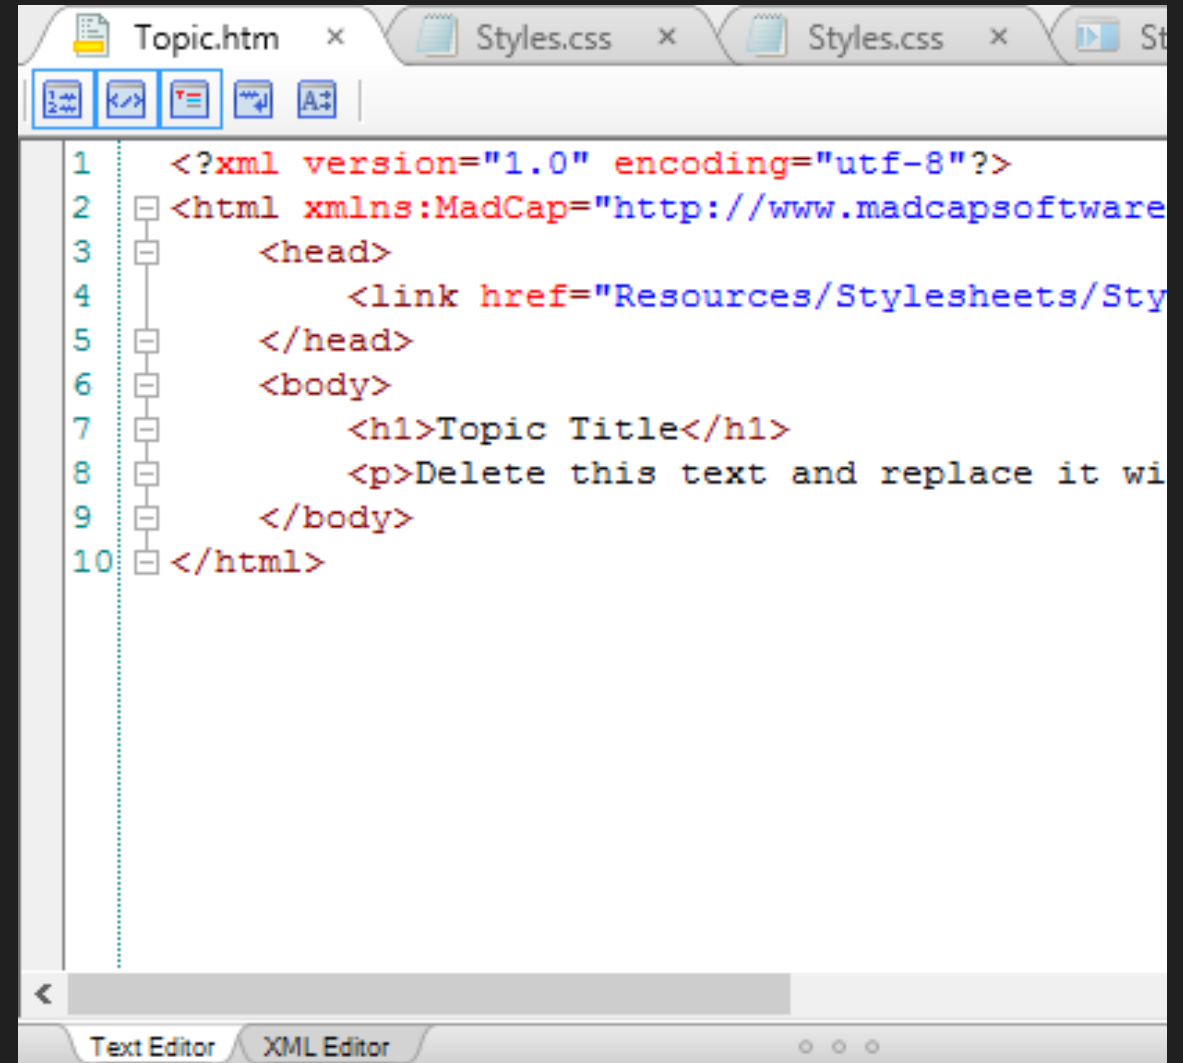 Topic.htm × Styles.css × Styles.css × St
1 <?xml version="1.0" encoding="utf-8"?>
2 <html xmlns:MadCap="http://www.madcapsoftware
3 <head>
4 <link href="Resources/Stylesheets/Sty
5 </head>
6 <body>
7 <h1>Topic Title</h1>
8 <p>Delete this text and replace it wi
9 </body>
10 </html>
Text Editor XML Editor